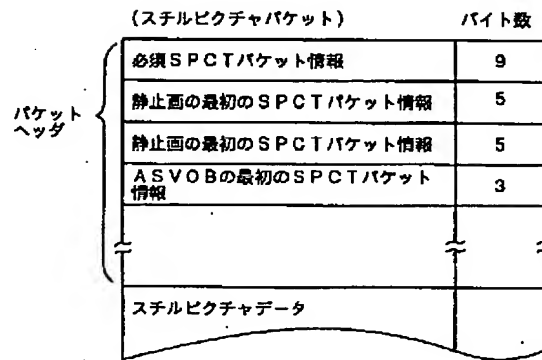 (スチルピクチャパケット) バイト数
必須SPCTパケット情報 9
静止画の最初のSPCTパケット情報 5
パケット
ヘッダ
静止画の最初のSPCTパケット情報 5
ASVOBの最初のSPCTパケット 3
情報
スチルピクチャデータ